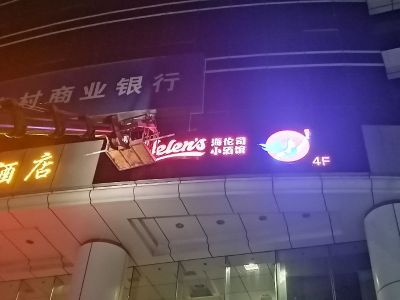 村商业银行
Helen's
海伦司
小酒馆
4F
酒店